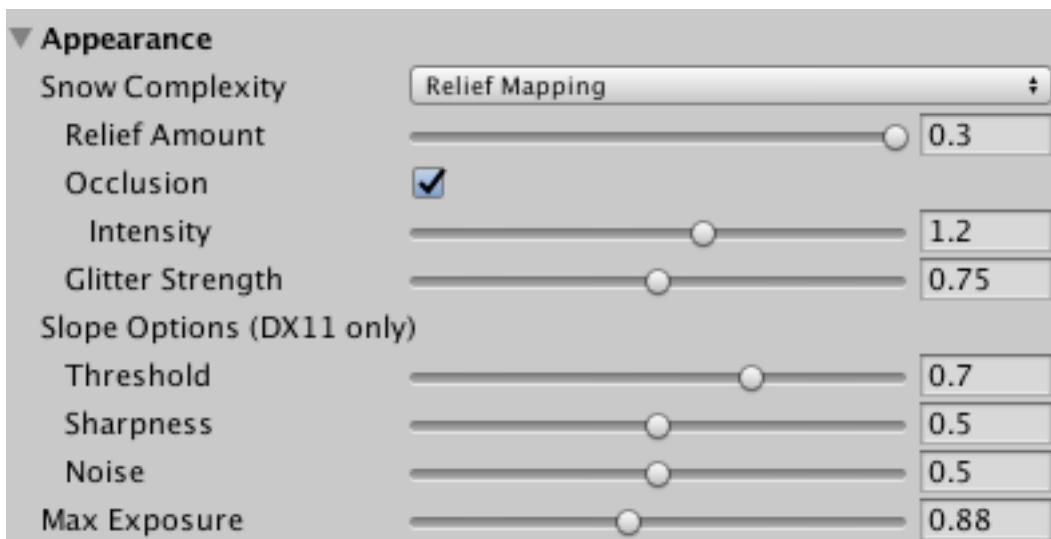 Appearance
Snow Complexity Relief Mapping
Relief Amount 0.3
Occlusion
Intensity 1.2
Glitter Strength 0.75
Slope Options (DX11 only)
Threshold 0.7
Sharpness 0.5
Noise 0.5
Max Exposure 0.88